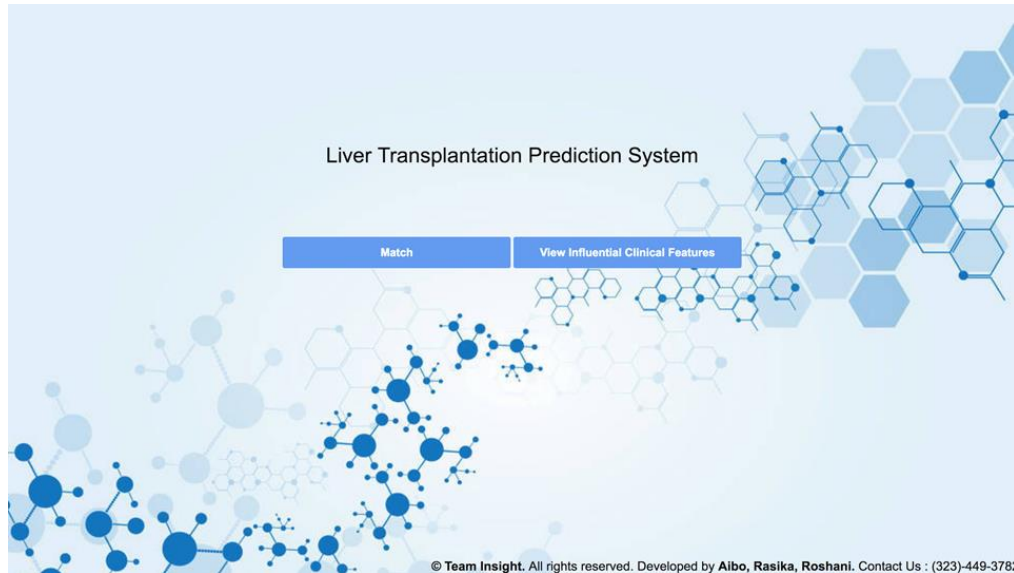 Liver Transplantation Prediction System
Match
View Influential Clinical Features
© Team Insight. All rights reserved. Developed by Aibo, Rasika, Roshani. Contact Us : (323)-449-3782